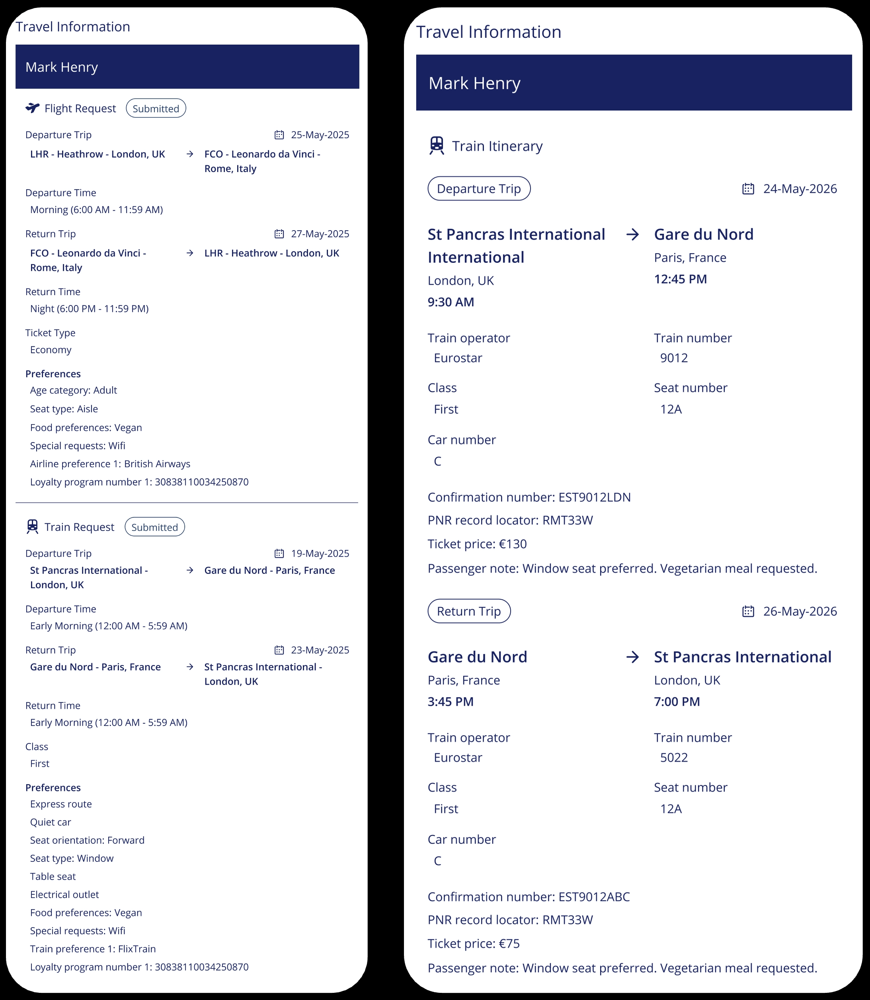 Travel Information
Mark Henry
Flight Request Submitted
Departure Trip 25-May-2025
LHR - Heathrow - London, UK → FCO - Leonardo da Vinci -
Rome, Italy
Departure Time
Morning (6:00 AM - 11:59 AM)
Return Trip 27-May-2025
FCO - Leonardo da Vinci - → LHR - Heathrow - London, UK
Rome, Italy
Return Time
Night (6:00 PM - 11:59 PM)
Ticket Type
Economy
Preferences
Age category: Adult
Seat type: Aisle
Food preferences: Vegan
Special requests: Wifi
Airline preference 1: British Airways
Loyalty program number 1: 30838110034250870
Train Request Submitted
Departure Trip 19-May-2025
St Pancras International - → Gare du Nord - Paris, France
London, UK
Departure Time
Early Morning (12:00 AM - 5:59 AM)
Return Trip 23-May-2025
Gare du Nord - Paris, France → St Pancras International -
London, UK
Return Time
Early Morning (12:00 AM - 5:59 AM)
Class
First
Preferences
Express route
Quiet car
Seat orientation: Forward
Seat type: Window
Table seat
Electrical outlet
Food preferences: Vegan
Special requests: Wifi
Train preference 1: FlixTrain
Loyalty program number 1: 30838110034250870
Travel Information
Mark Henry
Train Itinerary
Departure Trip 24-May-2026
St Pancras International → Gare du Nord
International Paris, France
London, UK 12:45 PM
9:30 AM
Train operator Train number
Eurostar 9012
Class Seat number
First 12A
Car number
C
Confirmation number: EST9012LDN
PNR record locator: RMT33W
Ticket price: €130
Passenger note: Window seat preferred. Vegetarian meal requested.
Return Trip 26-May-2026
Gare du Nord → St Pancras International
Paris, France London, UK
3:45 PM 7:00 PM
Train operator Train number
Eurostar 5022
Class Seat number
First 12A
Car number
C
Confirmation number: EST9012ABC
PNR record locator: RMT33W
Ticket price: €75
Passenger note: Window seat preferred. Vegetarian meal requested.